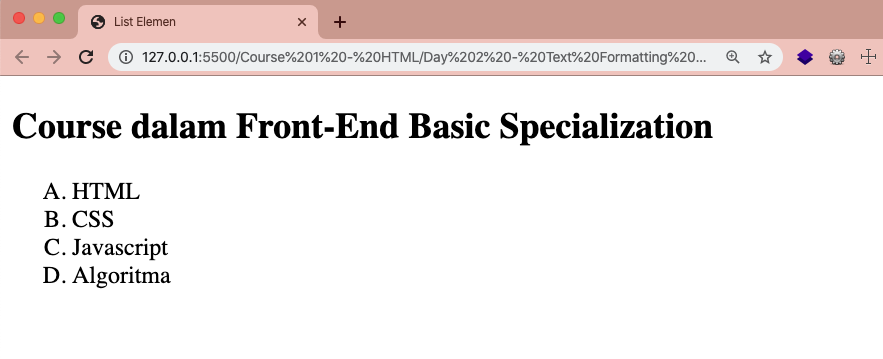 List Elemen
127.0.0.1:5500/Course%201%20-%20HTML/Day%202%20-%20Text%20Formatting%20...
Course dalam Front-End Basic Specialization
A. HTML
B. CSS
C. Javascript
D. Algoritma